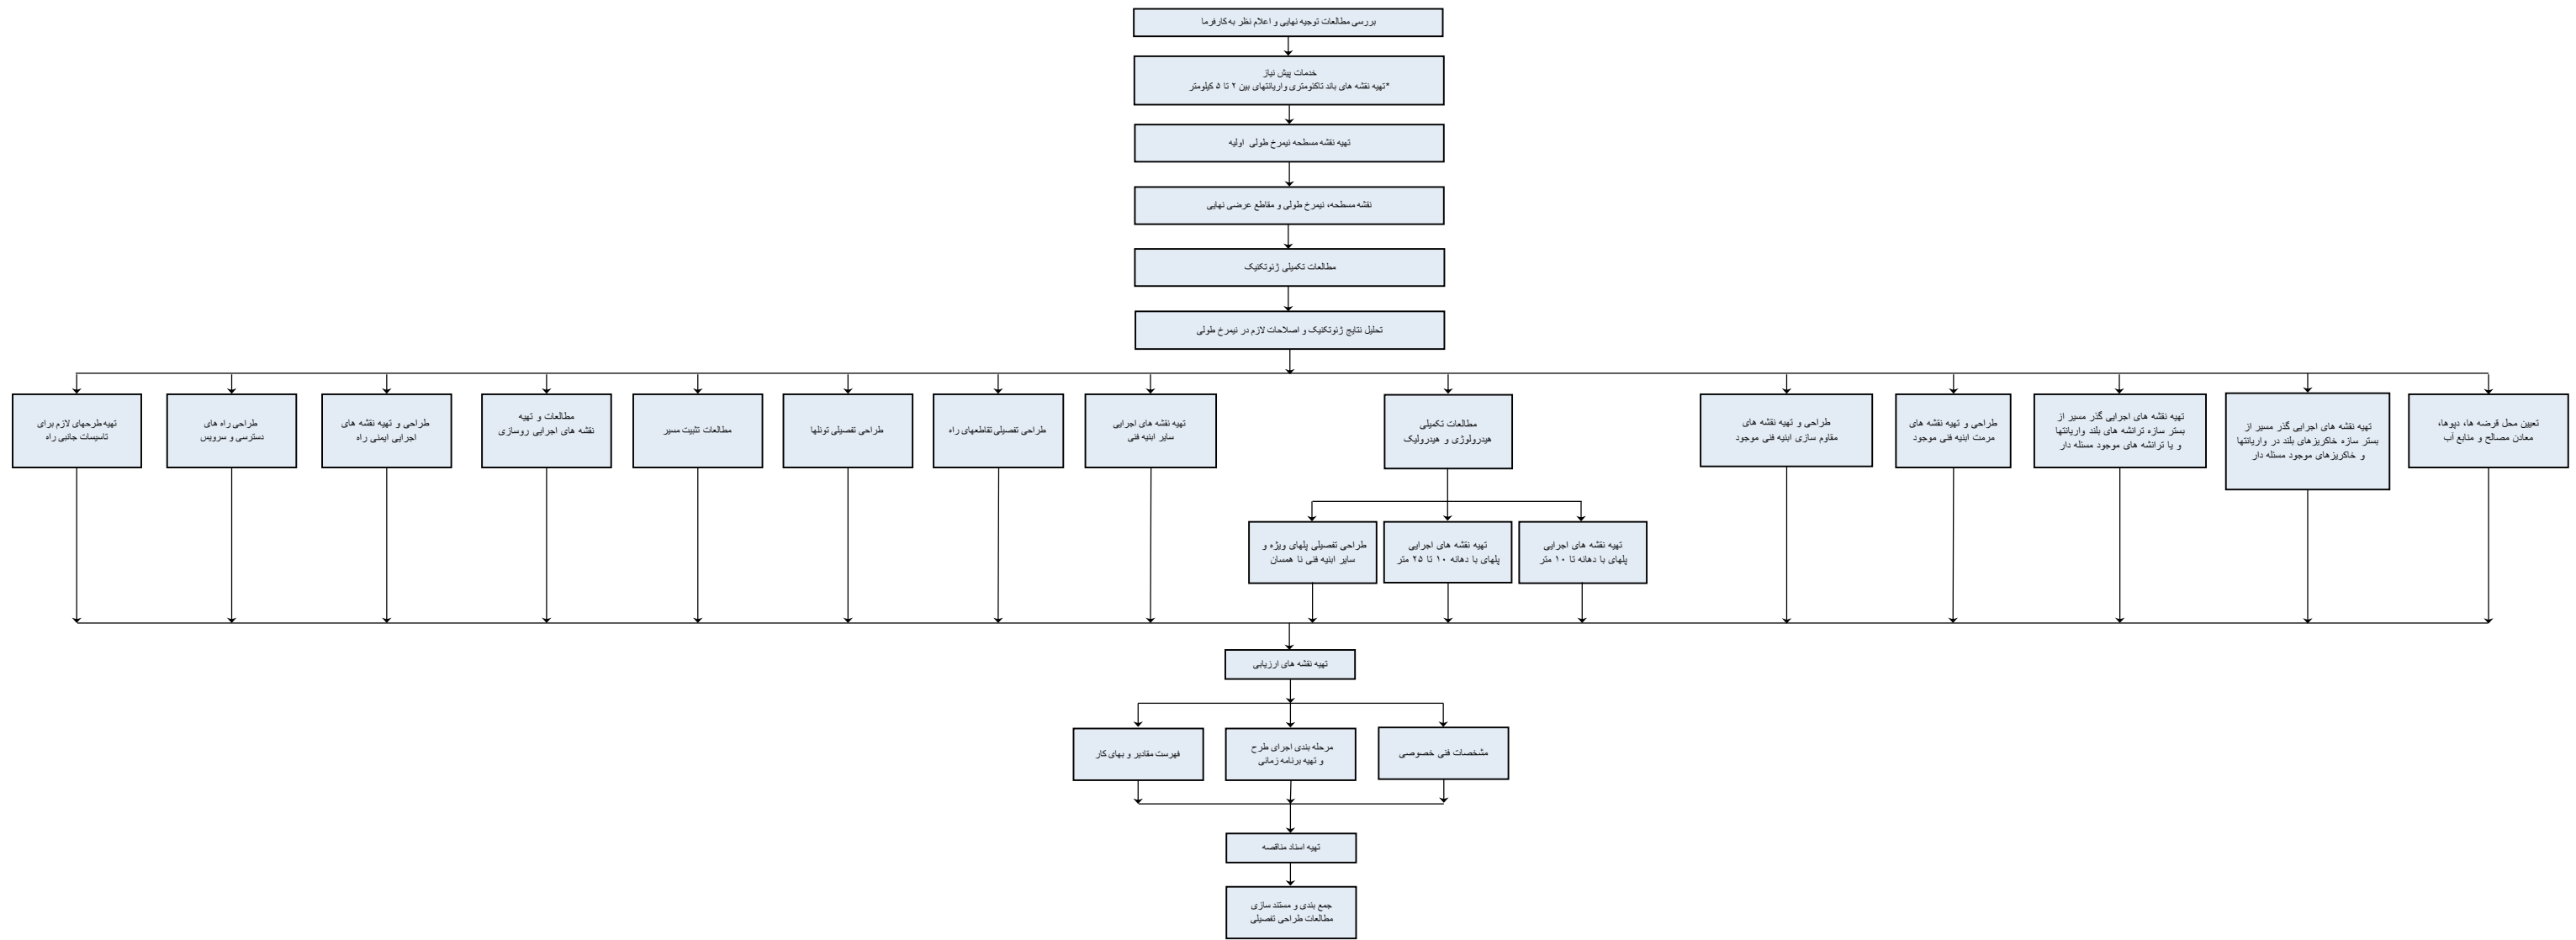 بررسی مطالعات توجیه نهایی و اعلام نظر به کارفرما
خدمات پیش نیاز
*تهیه نقشه های باند تاکئومتری واریانتهای بین ۲ تا ۵ کیلومتر
تهیه نقشه مسطحه نیمرخ طولی اولیه
نقشه مسطحه، نیمرخ طولی و مقاطع عرضی نهایی
مطالعات تکمیلی ژئوتکنیک
تحلیل نتایج ژئوتکنیک و اصلاحات لازم در نیمرخ طولی
تعیین محل قرضه ها، دپوها،
معادن مصالح و منابع آب
تهیه نقشه های اجرایی گذر مسیر از
بستر سازه خاکریزهای بلند در واریانتها
و خاکریزهای موجود مسئله دار
تهیه نقشه های اجرایی گذر مسیر از
بستر سازه ترانشه های بلند واریانتها
و یا ترانشه های موجود مسئله دار
طراحی و تهیه نقشه های
مرمت ابنیه فنی موجود
طراحی و تهیه نقشه های
مقاوم سازی ابنیه فنی موجود
مطالعات تکمیلی
هیدرولوژی و هیدرولیک
تهیه نقشه های اجرایی
سایر ابنیه فنی
طراحی تفصیلی تقاطعهای راه
طراحی تفصیلی تونلها
مطالعات تثبیت مسیر
مطالعات و تهیه
نقشه های اجرایی روسازی
طراحی و تهیه نقشه های
اجرایی ایمنی راه
طراحی راه های
دسترسی و سرویس
تهیه طرحهای لازم برای
تاسیسات جانبی راه
تهیه نقشه های اجرایی
پلهای با دهانه تا ۱۰ متر
تهیه نقشه های اجرایی
پلهای با دهانه ۱۰ تا ۲۵ متر
طراحی تفصیلی پلهای ویژه و
سایر ابنیه فنی نا همسان
تهیه نقشه های ارزیابی
مشخصات فنی خصوصی
مرحله بندی اجرای طرح
و تهیه برنامه زمانی
فهرست مقادیر و بهای کار
تهیه اسناد مناقصه
جمع بندی و مستند سازی
مطالعات طراحی تفصیلی